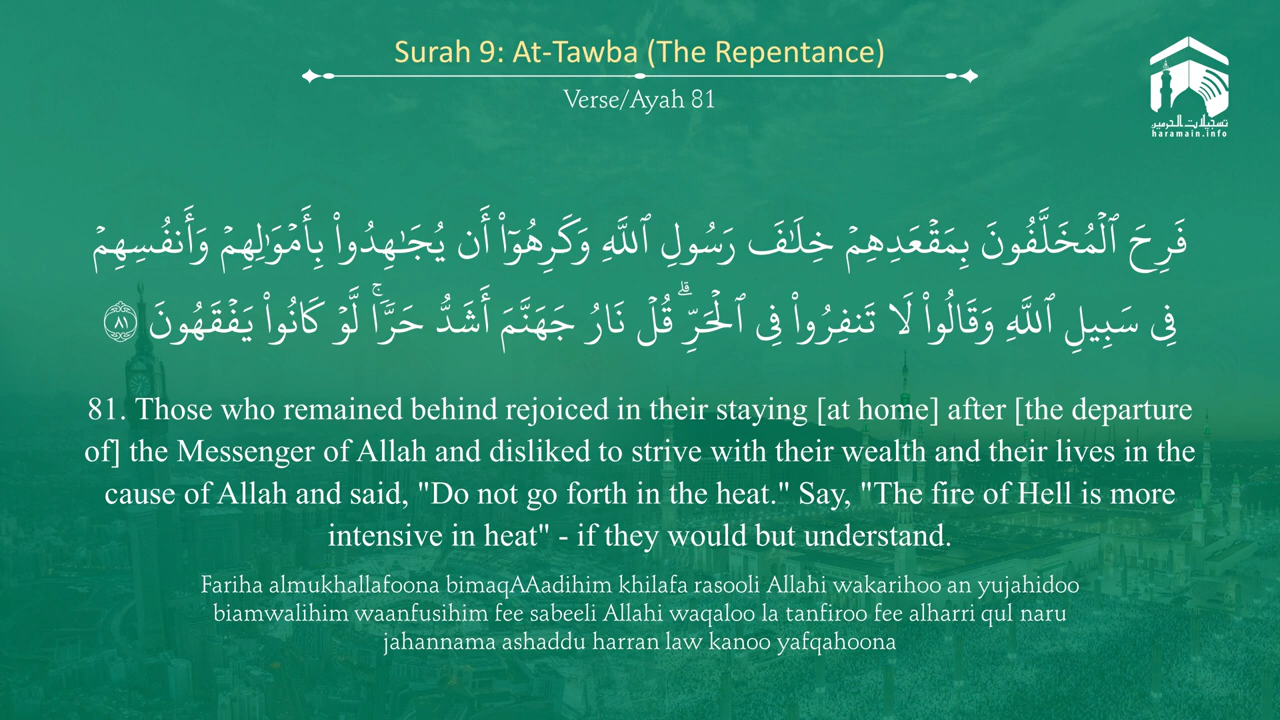 Surah 9: At-Tawba (The Repentance)
Verse/Ayah 81
تسجيلات الحرمين
haramain.info
فَرِحَ ٱلْمُخَلَّفُونَ بِمَقْعَدِهِمْ خِلَـٰفَ رَسُولِ ٱللَّهِ وَكَرِهُوٓا۟ أَن يُجَـٰهِدُوا۟ بِأَمْوَٰلِهِمْ وَأَنفُسِهِمْ
فِى سَبِيلِ ٱللَّهِ وَقَالُوا۟ لَا تَنفِرُوا۟ فِى ٱلْحَرِّ ۗ قُلْ نَارُ جَهَنَّمَ أَشَدُّ حَرًّا ۚ لَّوْ كَانُوا۟ يَفْقَهُونَ ٨١
81. Those who remained behind rejoiced in their staying [at home] after [the departure
of] the Messenger of Allah and disliked to strive with their wealth and their lives in the
cause of Allah and said, "Do not go forth in the heat." Say, "The fire of Hell is more
intensive in heat" - if they would but understand.
Fariha almukhallafoona bimaqAAadihim khilafa rasooli Allahi wakarihoo an yujahidoo
biamwalihim waanfusihim fee sabeeli Allahi waqaloo la tanfiroo fee alharri qul naru
jahannama ashaddu harran law kanoo yafqahoona